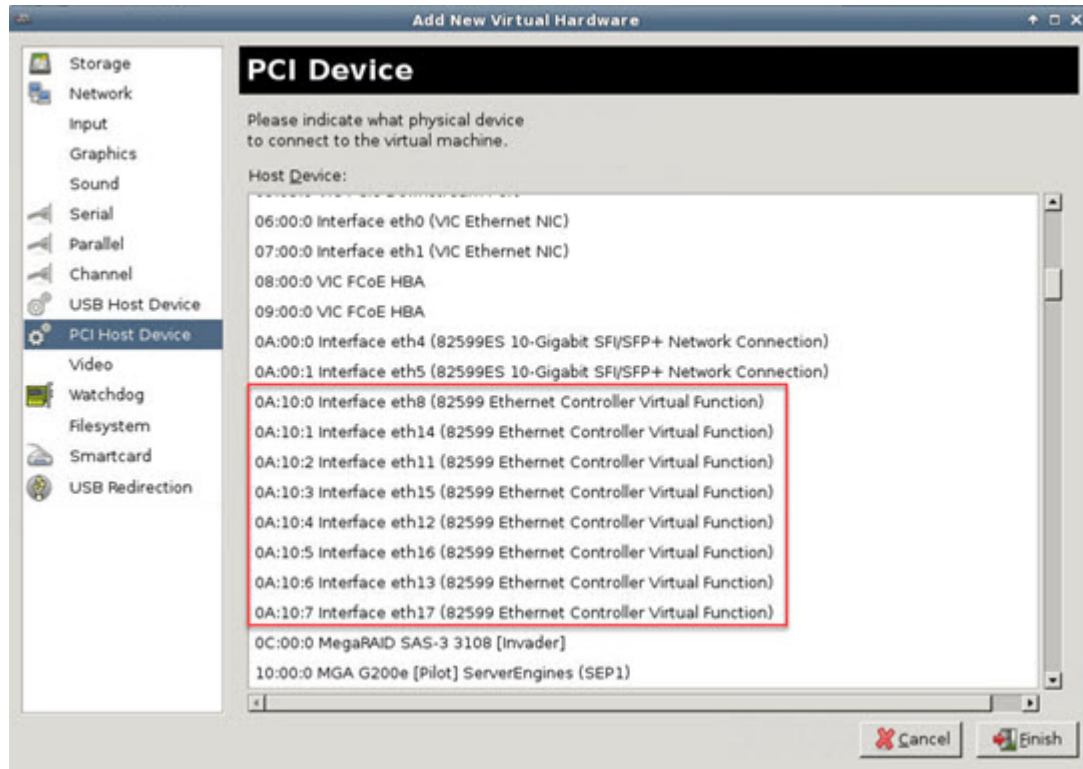 Add New Virtual Hardware
Storage
Network
Input
Graphics
Sound
Serial
Parallel
Channel
USB Host Device
PCI Host Device
Video
Watchdog
Filesystem
Smartcard
USB Redirection
PCI Device
Please indicate what physical device
to connect to the virtual machine.
Host Device:
06:00:0 Interface eth0 (VIC Ethernet NIC)
07:00:0 Interface eth1 (VIC Ethernet NIC)
08:00:0 VIC FCoE HBA
09:00:0 VIC FCoE HBA
0A:00:0 Interface eth4 (82599ES 10-Gigabit SFI/SFP+ Network Connection)
0A:00:1 Interface eth5 (82599ES 10-Gigabit SFI/SFP+ Network Connection)
0A:10:0 Interface eth8 (82599 Ethernet Controller Virtual Function)
0A:10:1 Interface eth14 (82599 Ethernet Controller Virtual Function)
0A:10:2 Interface eth11 (82599 Ethernet Controller Virtual Function)
0A:10:3 Interface eth15 (82599 Ethernet Controller Virtual Function)
0A:10:4 Interface eth12 (82599 Ethernet Controller Virtual Function)
0A:10:5 Interface eth16 (82599 Ethernet Controller Virtual Function)
0A:10:6 Interface eth13 (82599 Ethernet Controller Virtual Function)
0A:10:7 Interface eth17 (82599 Ethernet Controller Virtual Function)
0C:00:0 MegaRAID SAS-3 3108 [Invader]
10:00:0 MGA G200e [Pilot] ServerEngines (SEP1)
Cancel
Finish